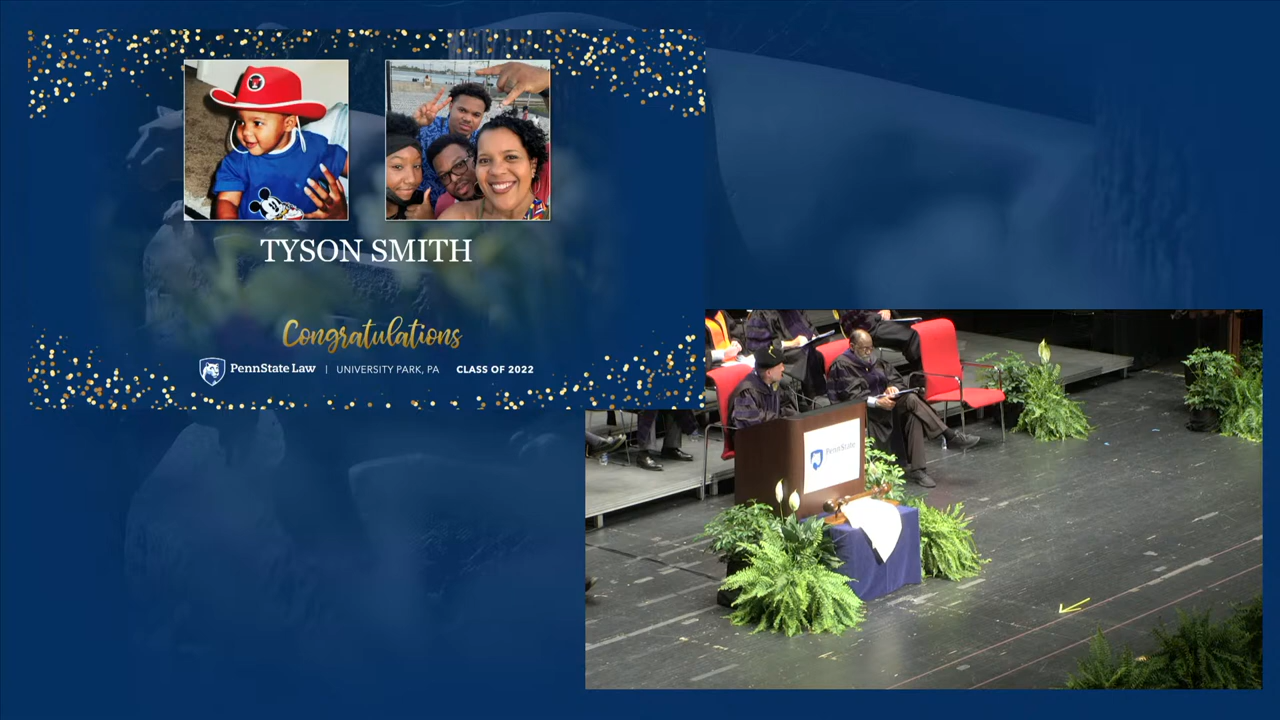 TYSON SMITH
Congratulations
PennState Law | UNIVERSITY PARK, PA CLASS OF 2022
PennState